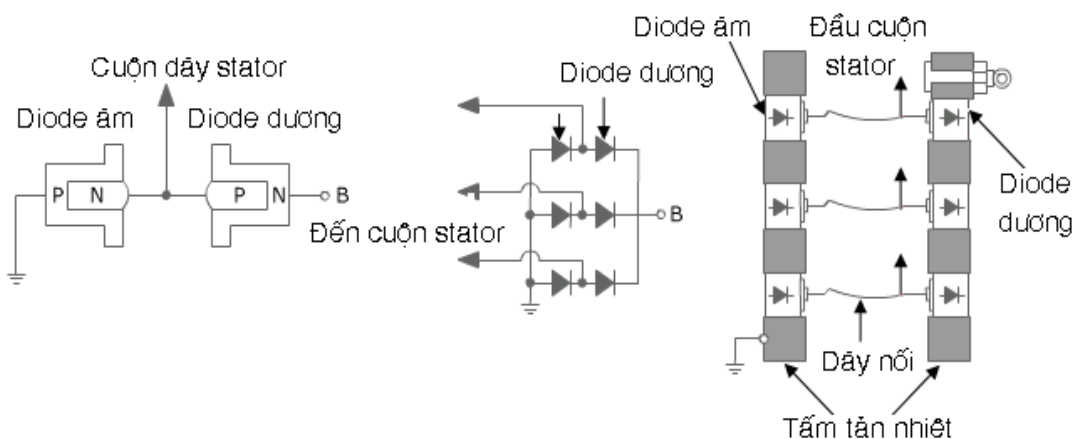 Cuộn dây stator
Diode âm
Diode dương
P
N
P
N
B
Diode dương
Đến cuộn stator
B
Diode âm
Đầu cuộn
stator
Diode
dương
Dây nối
Tấm tản nhiệt